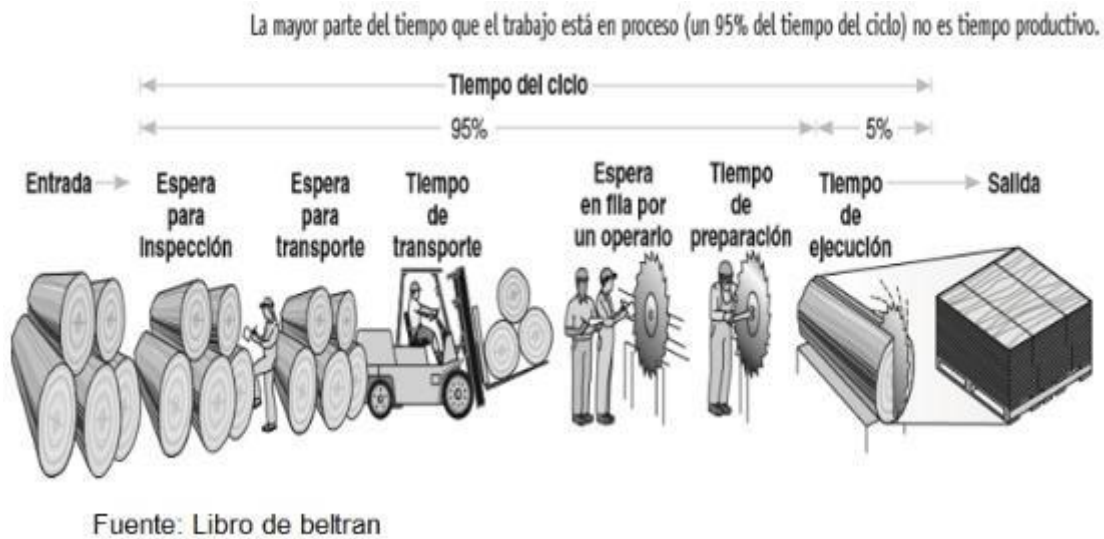 La mayor parte del tiempo que el trabajo está en proceso (un 95% del tiempo del ciclo) no es tiempo productivo.
Tiempo del ciclo
95%
5%
Entrada
Espera
para
inspección
Espera
para
transporte
Tiempo
de
transporte
Espera
en fila por
un operario
Tiempo
de
preparación
Tiempo
de
ejecución
Salida
Fuente: Libro de beltran